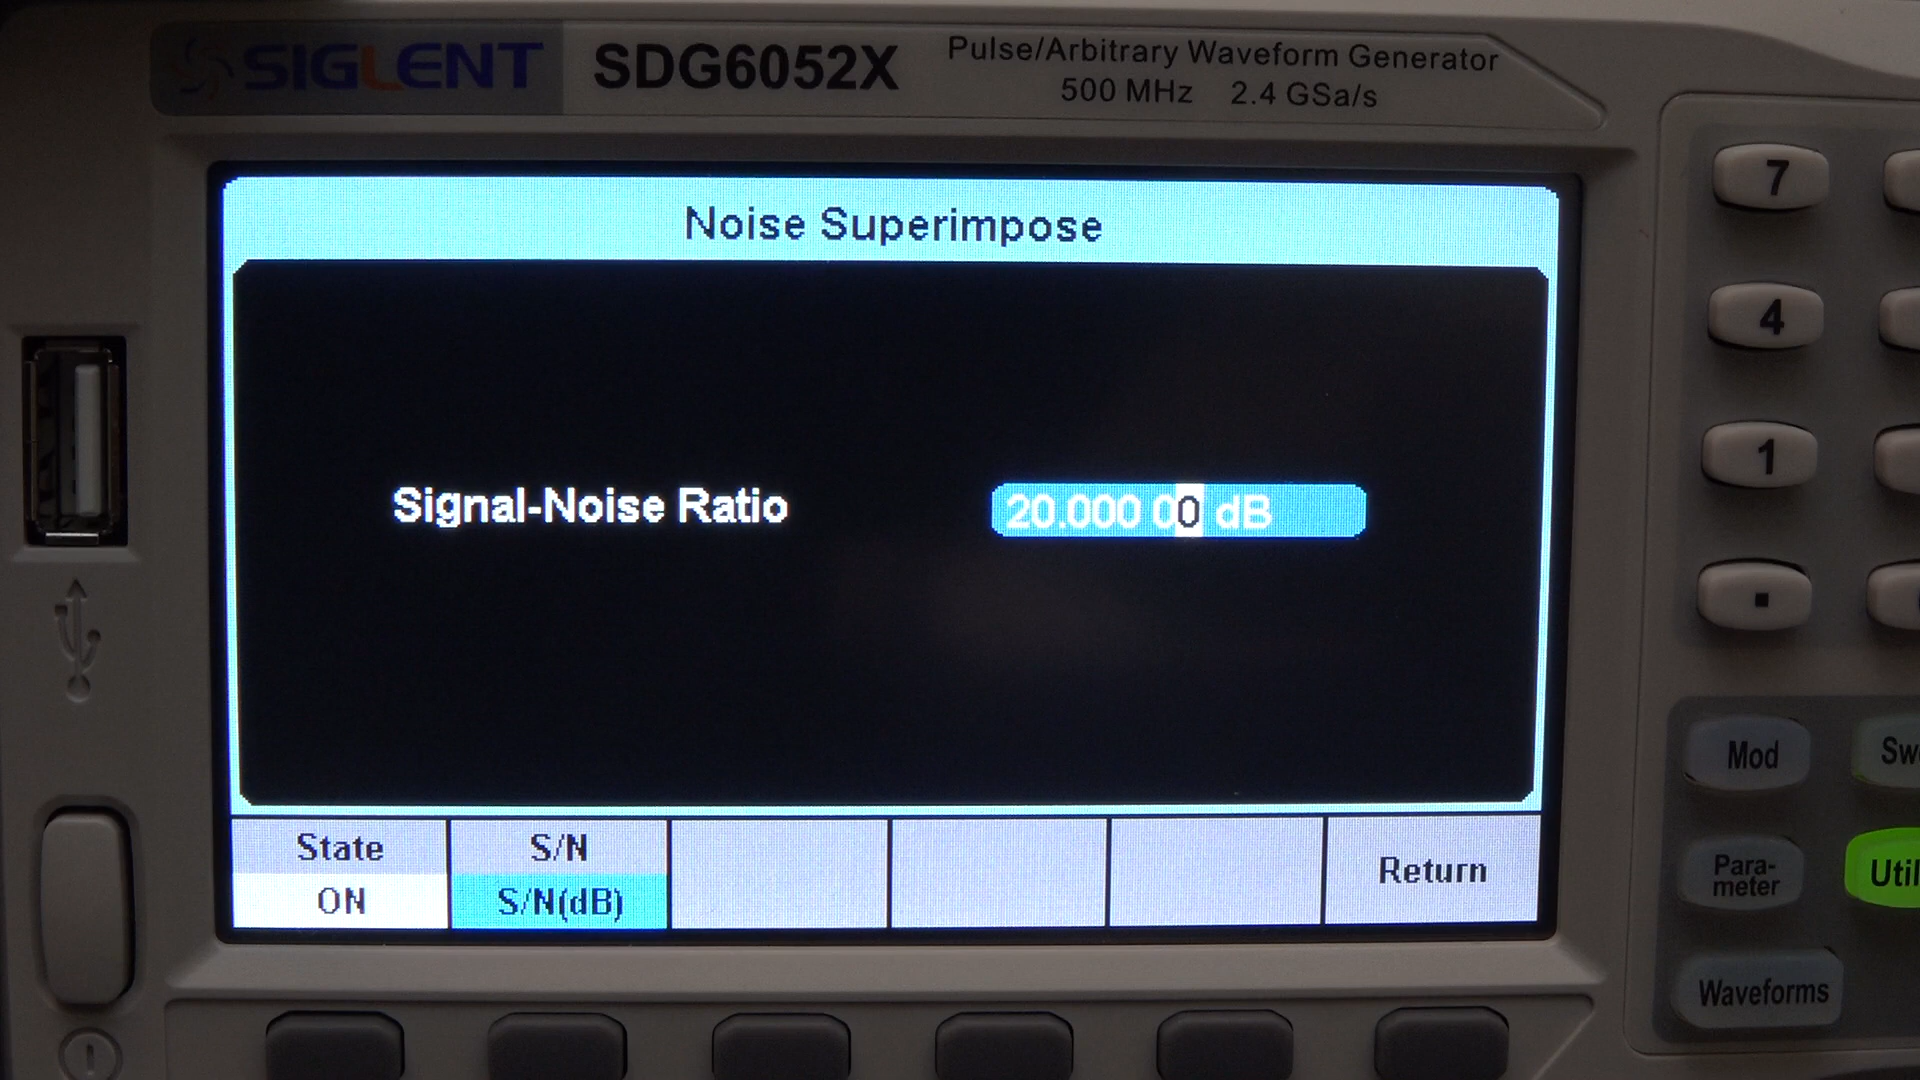 SIGLENT SDG6052X
Pulse/Arbitrary Waveform Generator
500 MHz 2.4 GSa/s
Noise Superimpose
Signal-Noise Ratio 20.000 00 dB
State
ON
S/N
S/N(dB)
Return
7
4
1
.
Mod
Para-
meter
Waveforms